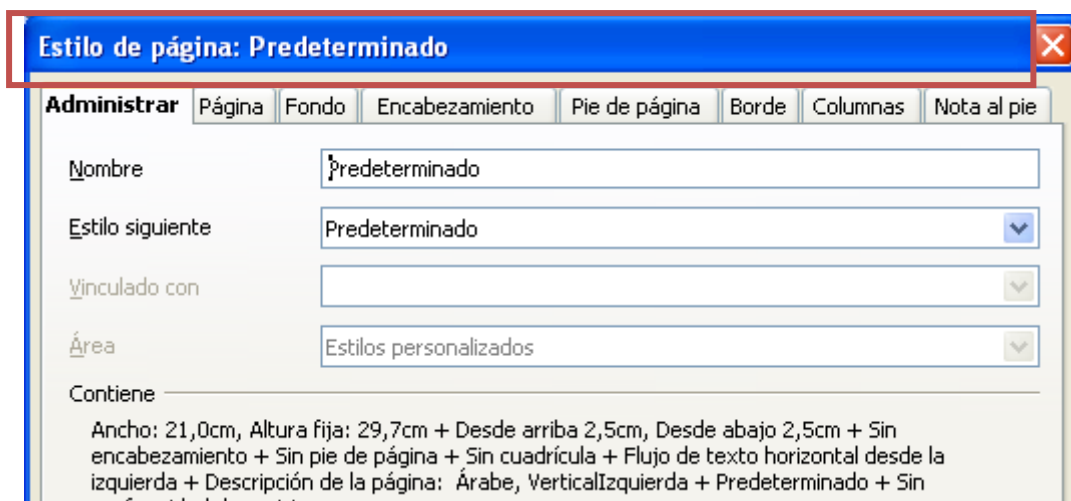 Estilo de página: Predeterminado
Administrar Página Fondo Encabezamiento Pie de página Borde Columnas Nota al pie
Nombre Predeterminado
Estilo siguiente Predeterminado
Vinculado con
Área Estilos personalizados
Contiene
Ancho: 21,0cm, Altura fija: 29,7cm + Desde arriba 2,5cm, Desde abajo 2,5cm + Sin
encabezamiento + Sin pie de página + Sin cuadrícula + Flujo de texto horizontal desde la
izquierda + Descripción de la página: Árabe, VerticalIzquierda + Predeterminado + Sin